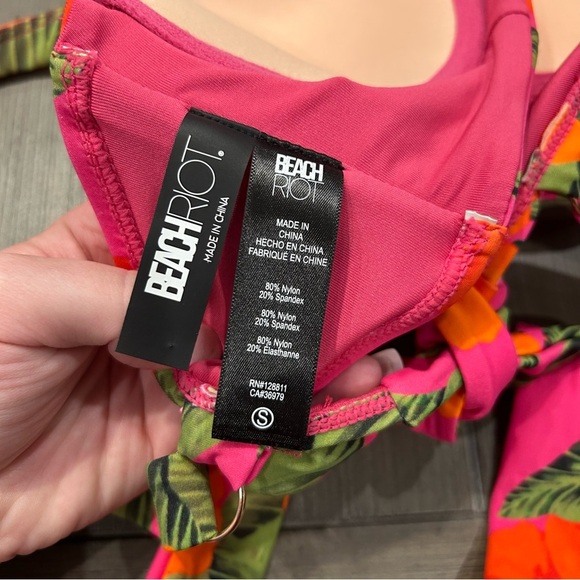 BEACHRIOT®
MADE IN CHINA
BEACH
RIOT
MADE IN
CHINA
HECHO EN CHINA
FABRIQUÉ EN CHINE
80% Nylon
20% Spandex
80% Nylon
20% Spandex
80% Nylon
20% Élasthanne
RN#128811
CA#36979
S